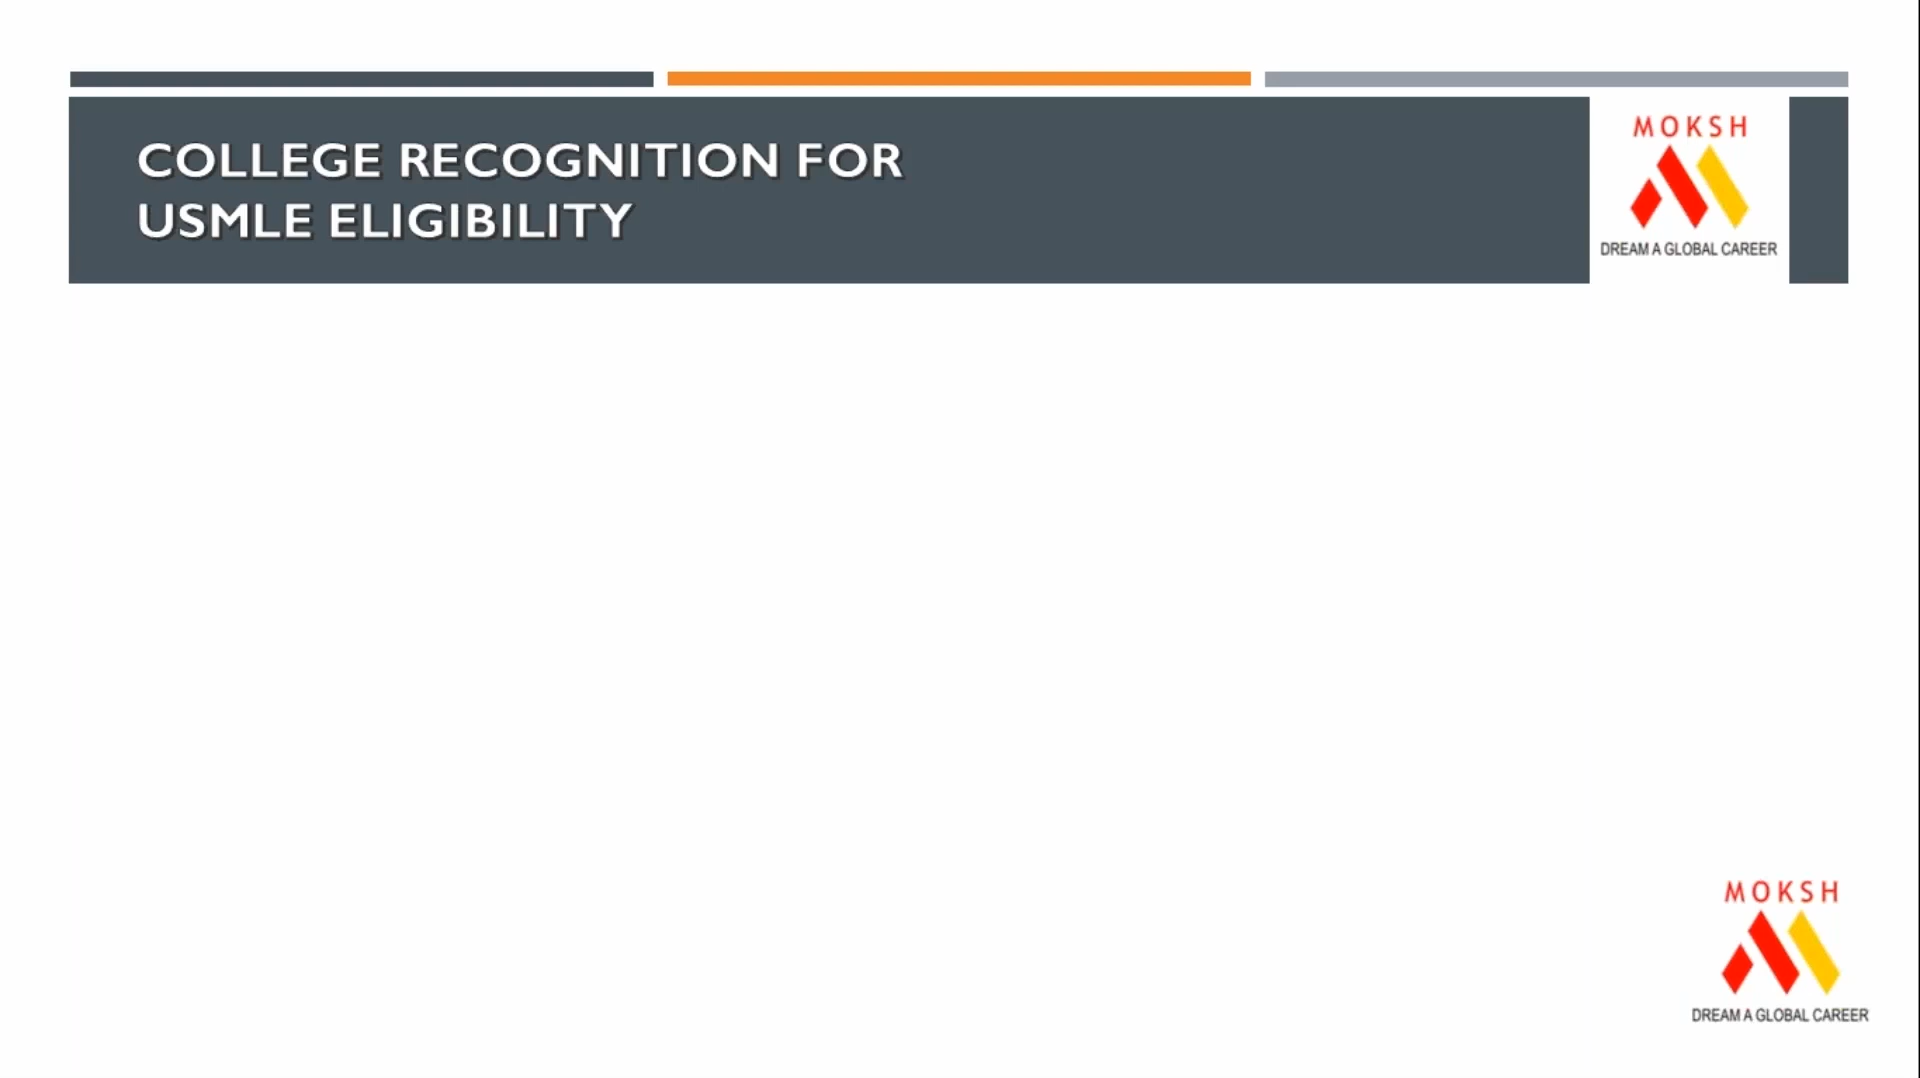 COLLEGE RECOGNITION FOR
USMLE ELIGIBILITY
MOKSH
DREAM A GLOBAL CAREER
MOKSH
DREAM A GLOBAL CAREER